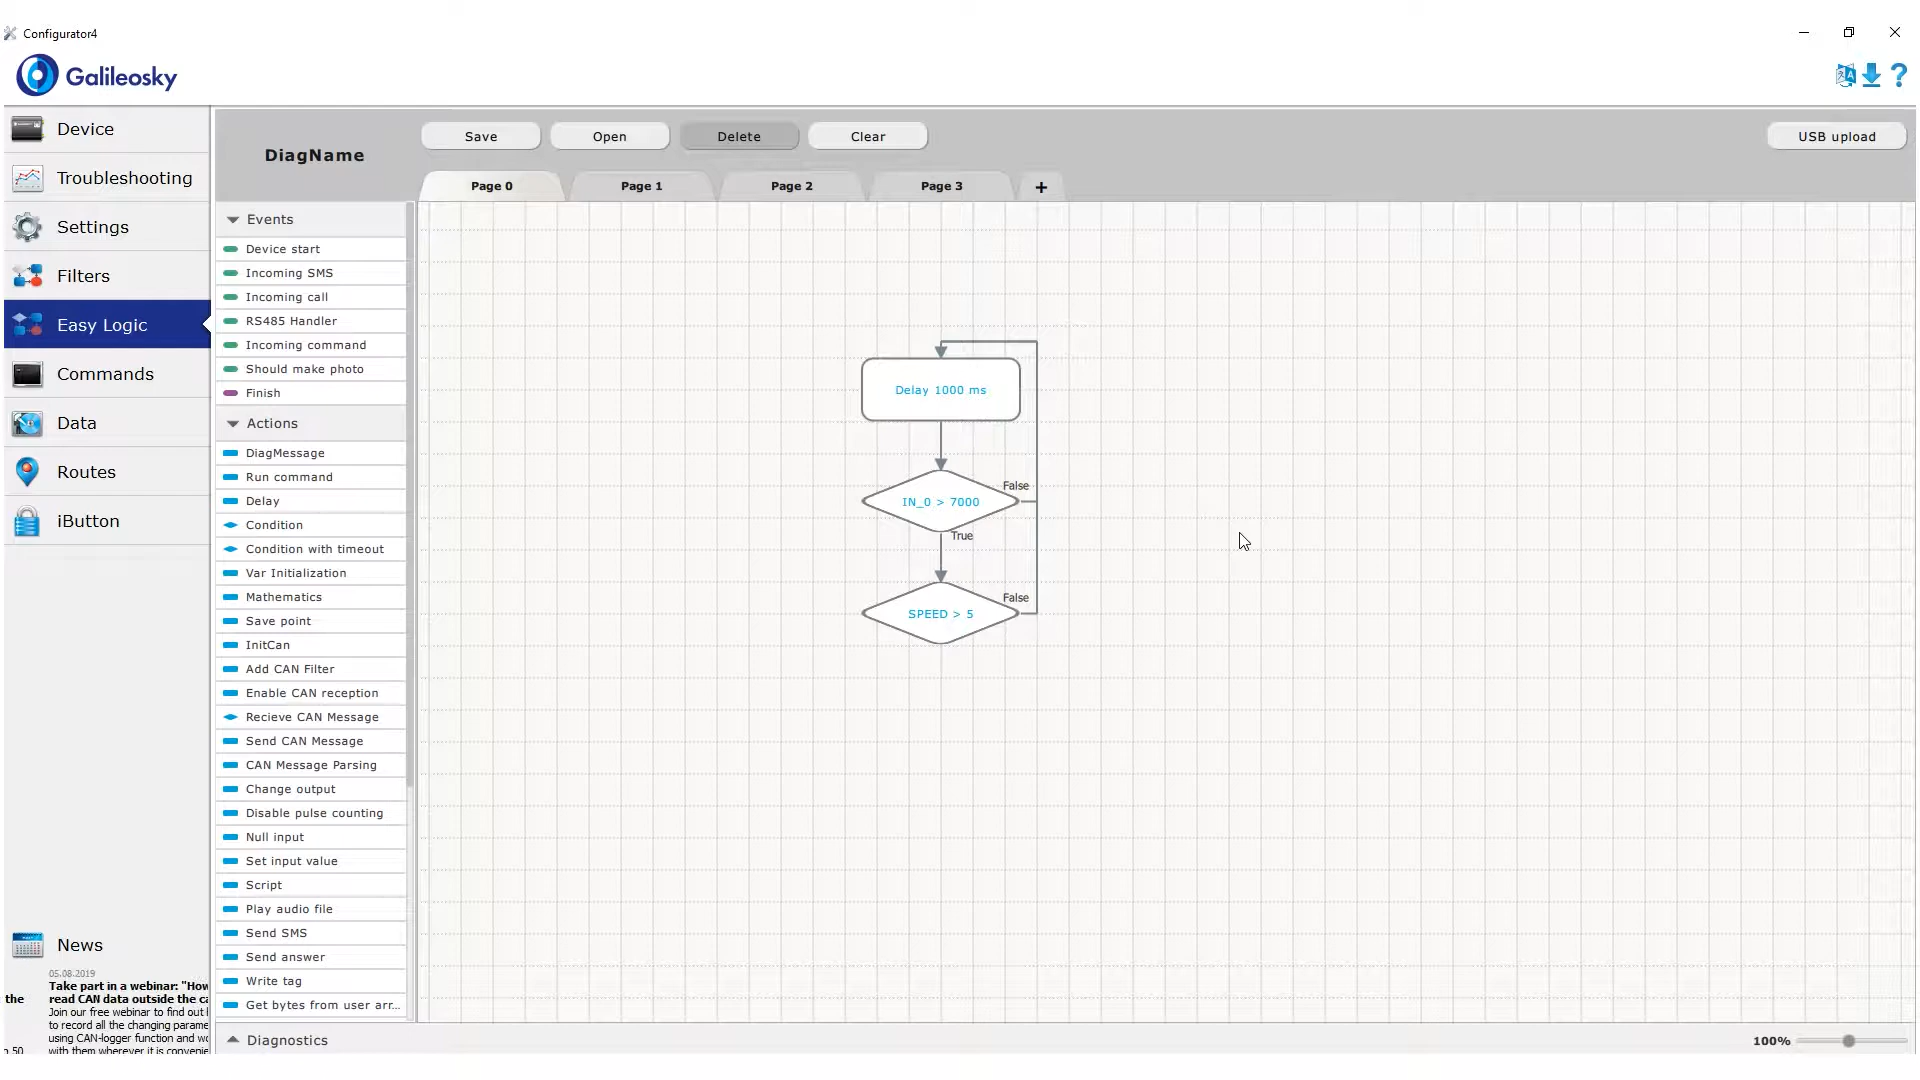 Configurator4
Galileosky
Device
Troubleshooting
Settings
Filters
Easy Logic
Commands
Data
Routes
iButton
News
05.08.2019
Take part in a webinar: "How
the read CAN data outside the ca
Join our free webinar to find out
to record all the changing parame
using CAN-logger function and wo
50 with them wherever it is convenie
DiagName
Save
Open
Delete
Clear
USB upload
Page 0
Page 1
Page 2
Page 3
+
Events
Device start
Incoming SMS
Incoming call
RS485 Handler
Incoming command
Should make photo
Finish
Actions
DiagMessage
Run command
Delay
Condition
Condition with timeout
Var Initialization
Mathematics
Save point
InitCan
Add CAN Filter
Enable CAN reception
Recieve CAN Message
Send CAN Message
CAN Message Parsing
Change output
Disable pulse counting
Null input
Set input value
Script
Play audio file
Send SMS
Send answer
Write tag
Get bytes from user arr...
Delay 1000 ms
False
IN_0 > 7000
True
False
SPEED > 5
Diagnostics
100%